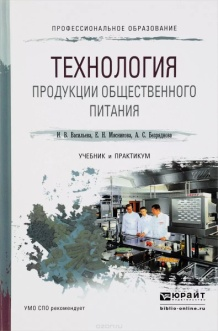 ПРОФЕССИОНАЛЬНОЕ ОБРАЗОВАНИЕ
ТЕХНОЛОГИЯ
ПРОДУКЦИИ ОБЩЕСТВЕННОГО
ПИТАНИЯ
И. В. Васильева, Е. Н. Мясникова, А. С. Безряднова
УЧЕБНИК И ПРАКТИКУМ
УМО СПО рекомендует
юрайт
biblio-online.ru